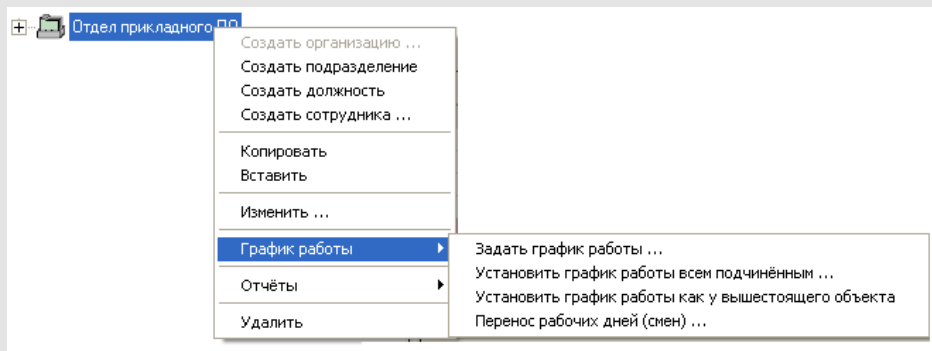 Отдел прикладного ПО
Создать организацию ...
Создать подразделение
Создать должность
Создать сотрудника ...
Копировать
Вставить
Изменить ...
График работы
Отчёты
Удалить
Задать график работы ...
Установить график работы всем подчинённым ...
Установить график работы как у вышестоящего объекта
Перенос рабочих дней (смен) ...